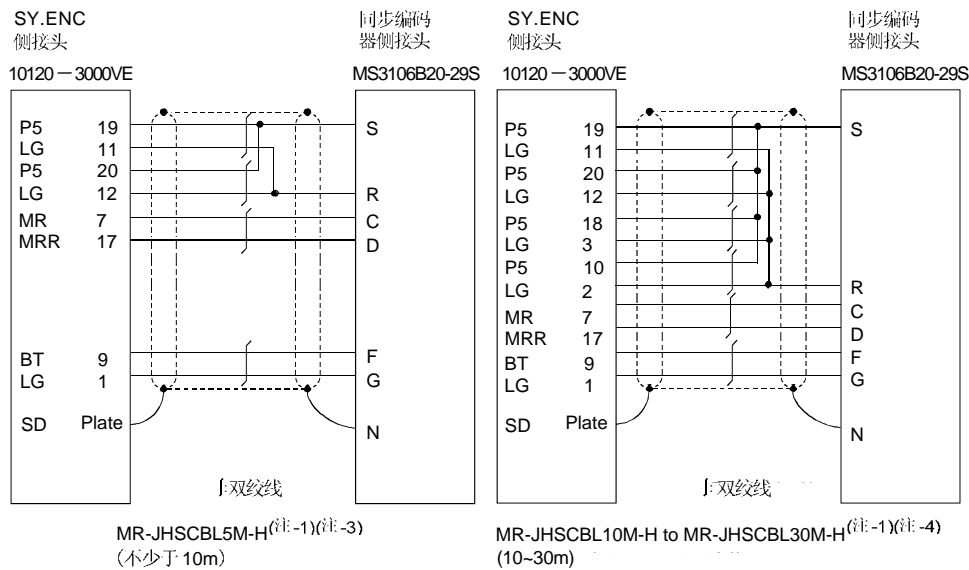 SY.ENC
侧接头
10120－3000VE
同步编码
器侧接头
MS3106B20-29S
P5 19
LG 11
P5 20
LG 12
MR 7
MRR 17
BT 9
LG 1
SD Plate
S
R
C
D
F
G
N
双绞线
MR-JHSCBL5M-H(注-1)(注-3)
(不少于10m)
SY.ENC
侧接头
10120－3000VE
同步编码
器侧接头
MS3106B20-29S
P5 19
LG 11
P5 20
LG 12
P5 18
LG 3
P5 10
LG 2
MR 7
MRR 17
BT 9
LG 1
SD Plate
S
R
C
D
F
G
N
双绞线
MR-JHSCBL10M-H to MR-JHSCBL30M-H(注-1)(注-4)
(10~30m)